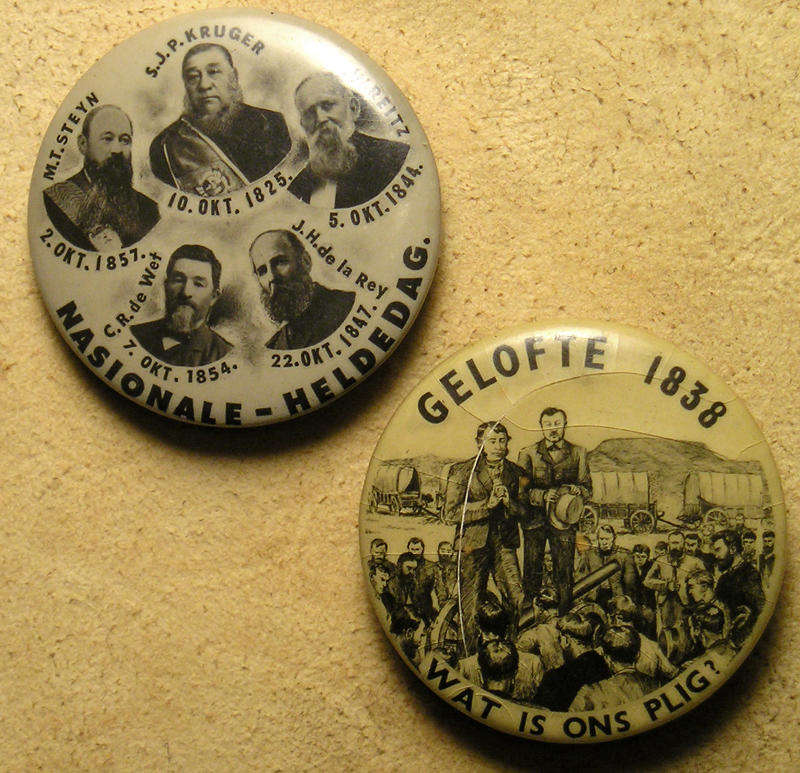 M.T. STEYN
2. OKT. 1857.
S.J.P. KRUGER
10. OKT. 1825.
REITZ
5. OKT. 1844.
C.R. de Wet
7. OKT. 1854.
J.H. de la Rey
22. OKT. 1847.
NASIONALE - HELDEDAG.
GELOFTE 1838
WAT IS ONS PLIG?